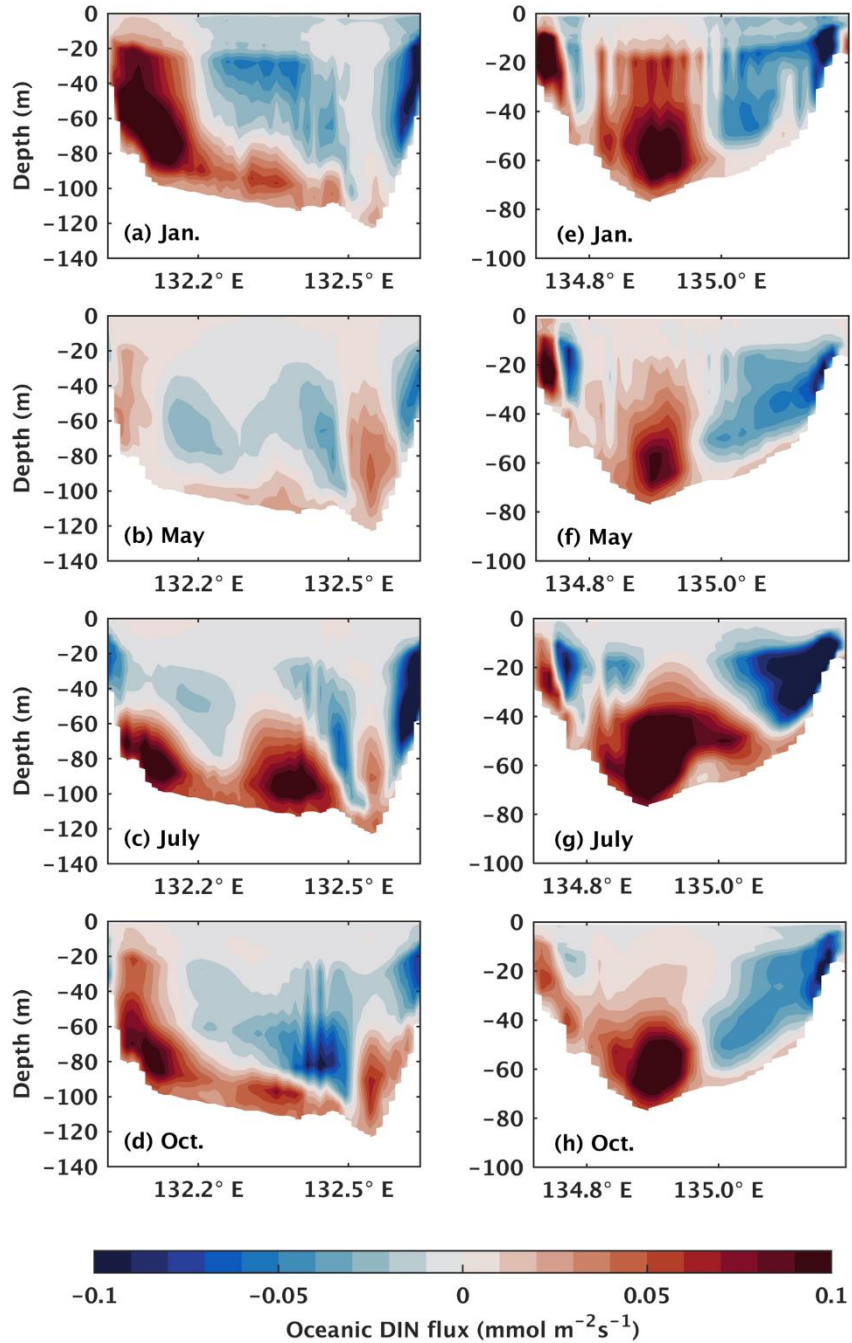 0
-20
-40
-60
-80
-100
-120
-140
Depth (m)
(a) Jan.
132.2° E 132.5° E
0
-20
-40
-60
-80
-100
(e) Jan.
134.8° E 135.0° E
0
-20
-40
-60
-80
-100
-120
-140
Depth (m)
(b) May
132.2° E 132.5° E
0
-20
-40
-60
-80
-100
(f) May
134.8° E 135.0° E
0
-20
-40
-60
-80
-100
-120
-140
Depth (m)
(c) July
132.2° E 132.5° E
0
-20
-40
-60
-80
-100
(g) July
134.8° E 135.0° E
0
-20
-40
-60
-80
-100
-120
-140
Depth (m)
(d) Oct.
132.2° E 132.5° E
0
-20
-40
-60
-80
-100
(h) Oct.
134.8° E 135.0° E
-0.1 -0.05 0 0.05 0.1
Oceanic DIN flux (mmol m⁻²s⁻¹)